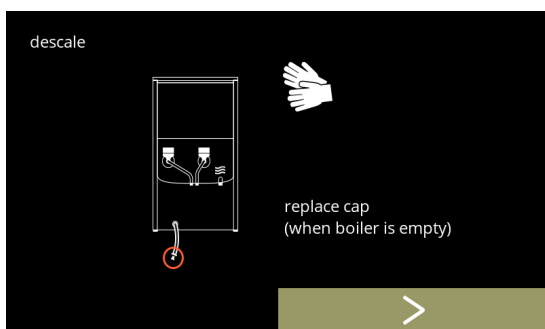 descale
replace cap
(when boiler is empty)